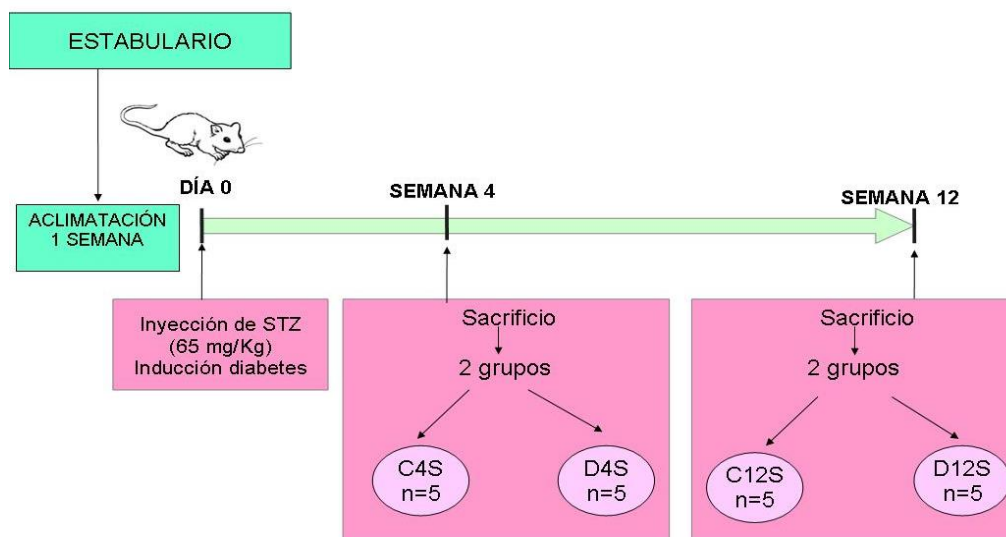 ESTABULARIO
DÍA 0
SEMANA 4
SEMANA 12
ACLIMATACIÓN
1 SEMANA
Inyección de STZ
(65 mg/Kg)
Inducción diabetes
Sacrificio
2 grupos
C4S
n=5
D4S
n=5
Sacrificio
2 grupos
C12S
n=5
D12S
n=5